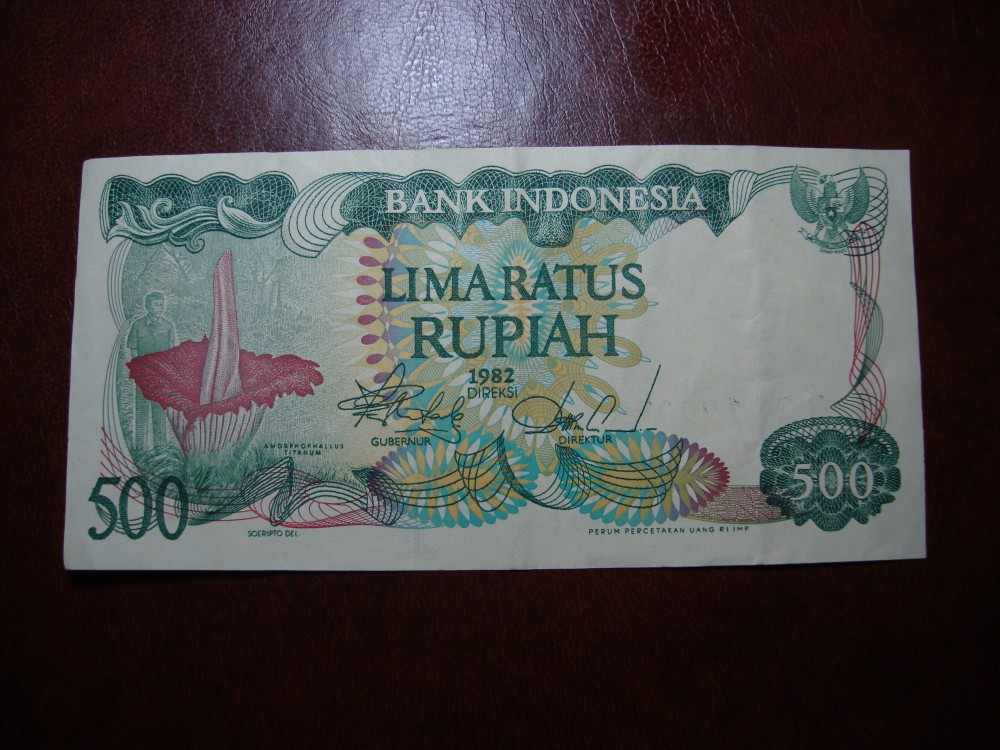 BANK INDONESIA
LIMA RATUS
RUPIAH
1982
DIREKSI
GUBERNUR
DIREKTUR
AMORPHOPHALLUS
TITANUM
500
500
SOERIPTO DEL.
PERUM PERCETAKAN UANG RI IMP.